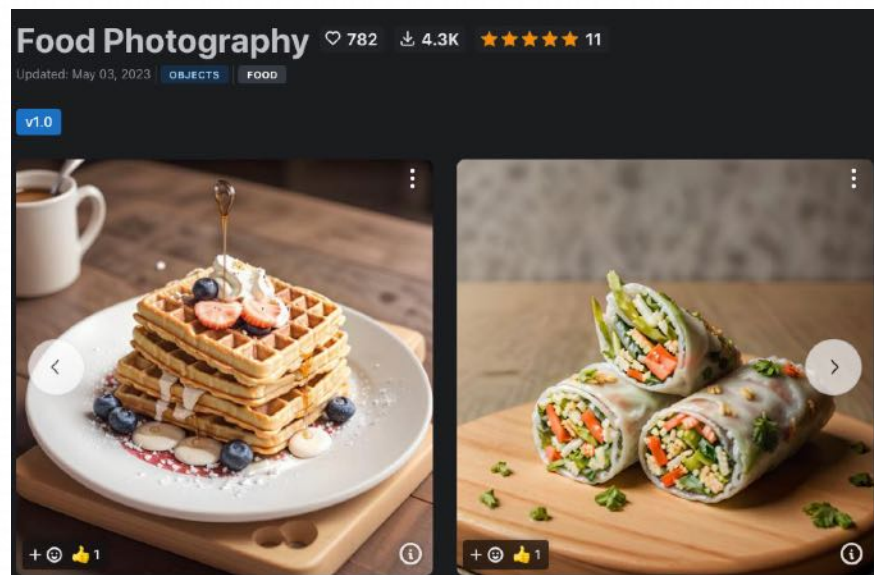 Food Photography 782 4.3K 11
Updated: May 03, 2023 OBJECTS FOOD
v1.0
1 1